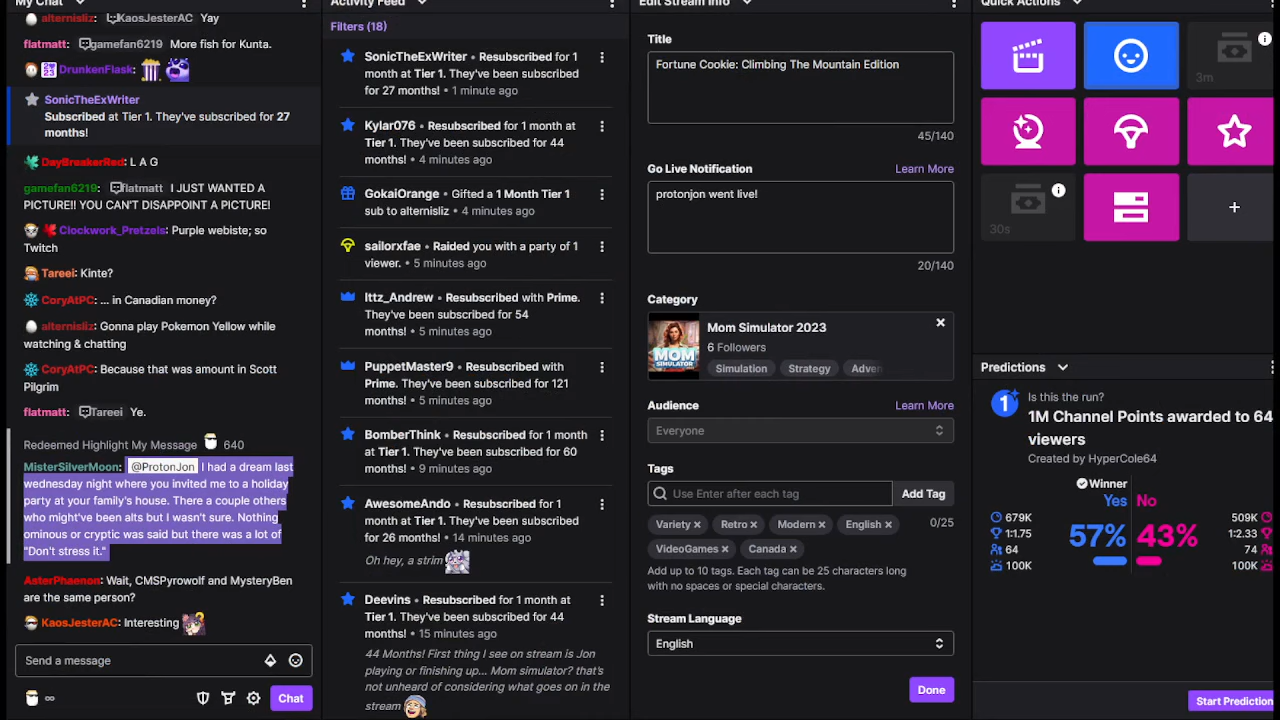 My Chat
alternisliz: KaosJesterAC Yay
flatmatt: gamefan6219 More fish for Kunta.
DrunkenFlask:
SonicTheExWriter
Subscribed at Tier 1. They've subscribed for 27
months!
DayBreakerRed: L A G
gamefan6219: flatmatt I JUST WANTED A
PICTURE!! YOU CAN'T DISAPPOINT A PICTURE!
Clockwork_Pretzels: Purple webiste; so
Twitch
Tareei: Kinte?
CoryAtPC: ... in Canadian money?
alternisliz: Gonna play Pokemon Yellow while
watching & chatting
CoryAtPC: Because that was amount in Scott
Pilgrim
flatmatt: Tareei Ye.
Redeemed Highlight My Message 640
MisterSilverMoon: @ProtonJon I had a dream last
wednesday night where you invited me to a holiday
party at your family's house. There a couple others
who might've been alts but I wasn't sure. Nothing
ominous or cryptic was said but there was a lot of
"Don't stress it."
AsterPhaenon: Wait, CMSPyrowolf and MysteryBen
are the same person?
KaosJesterAC: Interesting
Send a message
∞
Chat
Activity Feed
Filters (18)
SonicTheExWriter • Resubscribed for 1
month at Tier 1. They've been subscribed
for 27 months! • 1 minute ago
Kylar076 • Resubscribed for 1 month at
Tier 1. They've been subscribed for 44
months! • 4 minutes ago
GokaiOrange • Gifted a 1 Month Tier 1
sub to alternisliz • 4 minutes ago
sailorxfae • Raided you with a party of 1
viewer. • 5 minutes ago
Ittz_Andrew • Resubscribed with Prime.
They've been subscribed for 54
months! • 5 minutes ago
PuppetMaster9 • Resubscribed with
Prime. They've been subscribed for 121
months! • 5 minutes ago
BomberThink • Resubscribed for 1 month
at Tier 1. They've been subscribed for 60
months! • 9 minutes ago
AwesomeAndo • Resubscribed for 1
month at Tier 1. They've been subscribed
for 26 months! • 14 minutes ago
Oh hey, a strim
Deevins • Resubscribed for 1 month at
Tier 1. They've been subscribed for 44
months! • 15 minutes ago
44 Months! First thing I see on stream is Jon
playing or finishing up... Mom simulator? that's
not unheard of considering what goes on in the
stream
Edit Stream Info
Title
Fortune Cookie: Climbing The Mountain Edition
45/140
Go Live Notification Learn More
protonjon went live!
20/140
Category
Mom Simulator 2023
6 Followers
MOM
SIMULATOR
Simulation Strategy Adven
Audience Learn More
Everyone
Tags
Use Enter after each tag Add Tag
Variety × Retro × Modern × English × 0/25
VideoGames × Canada ×
Add up to 10 tags. Each tag can be 25 characters long
with no spaces or special characters.
Stream Language
English
Done
Quick Actions
3m
30s
Predictions
1
Is this the run?
1M Channel Points awarded to 64
viewers
Created by HyperCole64
Winner
Yes No
679K 509K
1:1.75 57% 43% 1:2.33
64 74
100K 100K
Start Prediction